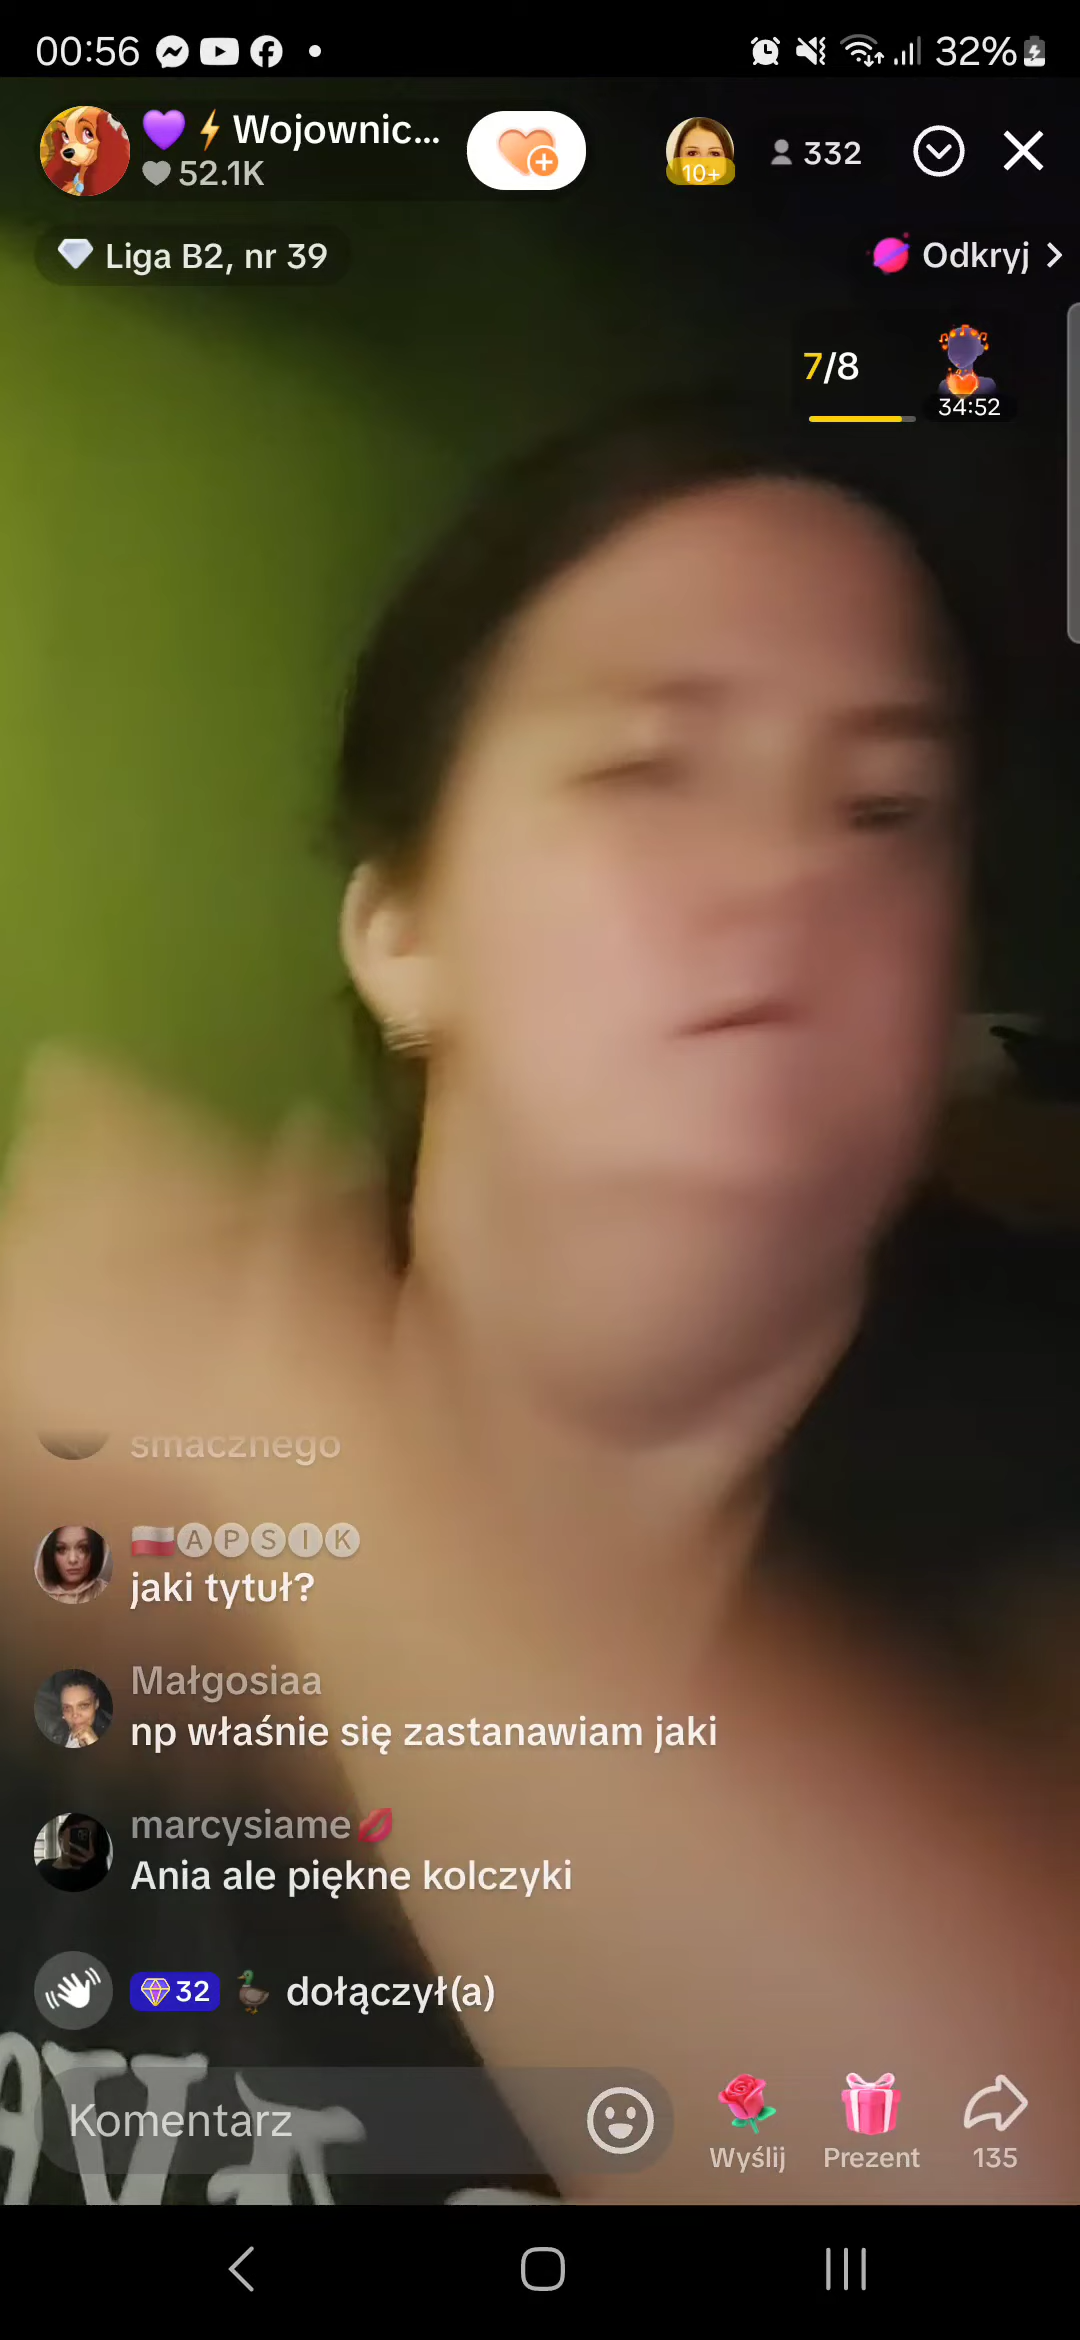 00:56 32%
💜⚡Wojownic...
52.1K
10+
332
Liga B2, nr 39
Odkryj
7/8
34:52
smacznego
🇵🇱ⒶⓅⓈⒾⓀ
jaki tytuł?
Małgosiaa
np właśnie się zastanawiam jaki
marcysiame💋
Ania ale piękne kolczyki
32 🦆 dołączył(a)
Komentarz
Wyślij
Prezent
135